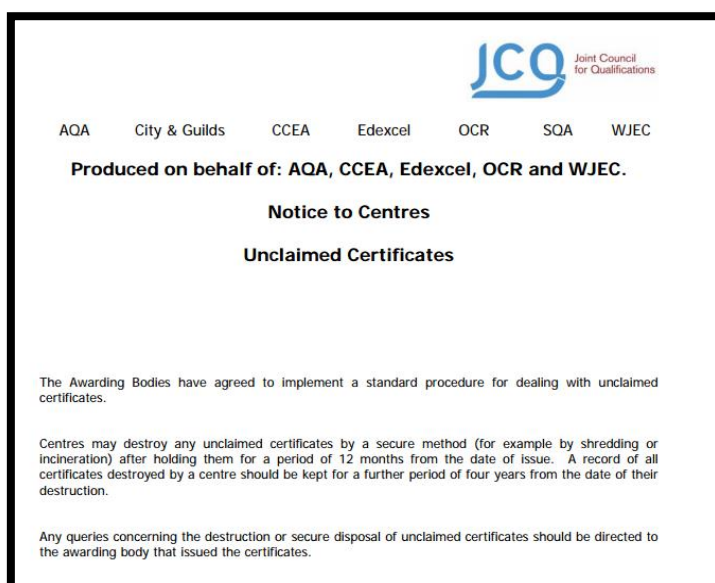 JCQ Joint Council
for Qualifications
AQA City & Guilds CCEA Edexcel OCR SQA WJEC
Produced on behalf of: AQA, CCEA, Edexcel, OCR and WJEC.
Notice to Centres
Unclaimed Certificates
The Awarding Bodies have agreed to implement a standard procedure for dealing with unclaimed
certificates.
Centres may destroy any unclaimed certificates by a secure method (for example by shredding or
incineration) after holding them for a period of 12 months from the date of issue. A record of all
certificates destroyed by a centre should be kept for a further period of four years from the date of their
destruction.
Any queries concerning the destruction or secure disposal of unclaimed certificates should be directed to
the awarding body that issued the certificates.